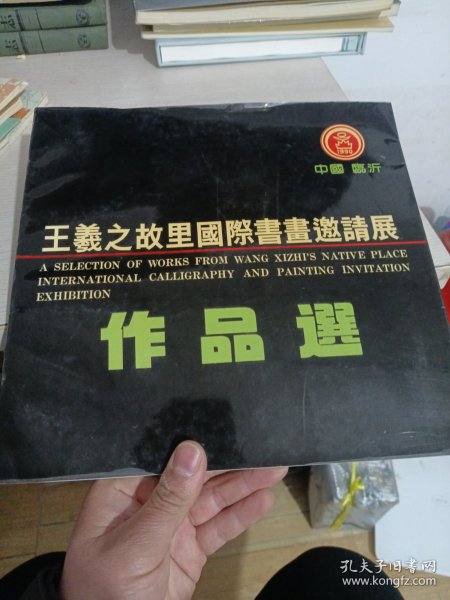 1990
中國 臨沂
王羲之故里國際書畫邀請展
A SELECTION OF WORKS FROM WANG XIZHI'S NATIVE PLACE
INTERNATIONAL CALLIGRAPHY AND PAINTING INVITATION
EXHIBITION
作品選
孔夫子旧书网
www.kongfz.com